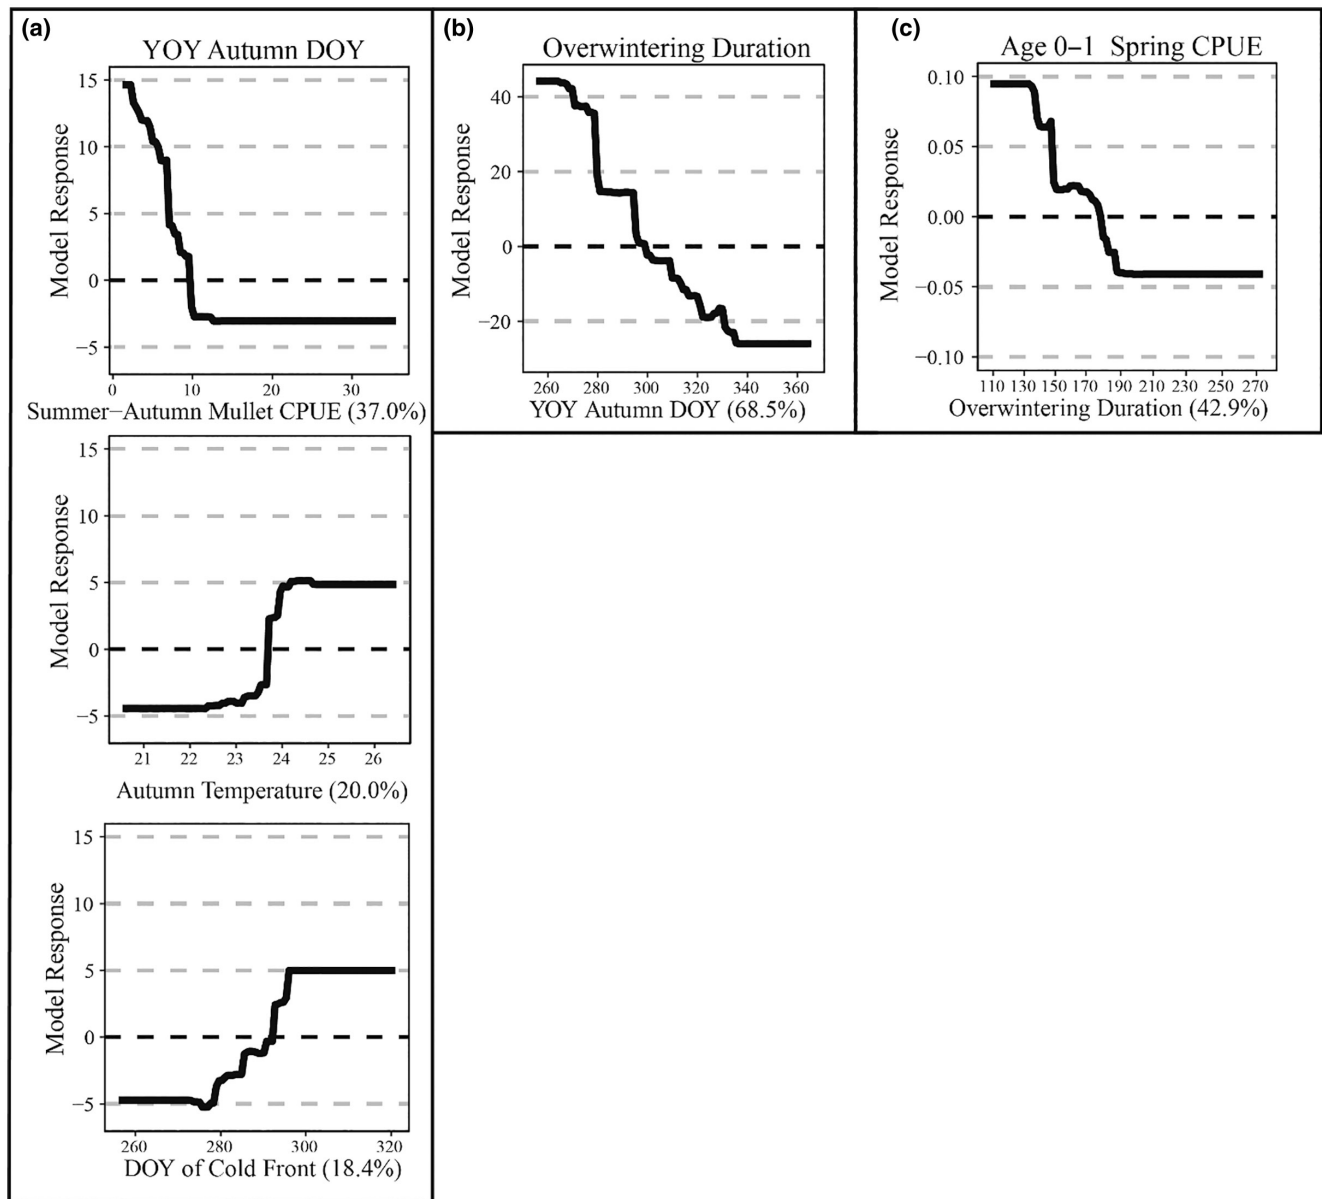 (a)
YOY Autumn DOY
Model Response
15
10
5
0
−5
0 10 20 30
Summer−Autumn Mullet CPUE (37.0%)
Model Response
15
10
5
0
−5
21 22 23 24 25 26
Autumn Temperature (20.0%)
Model Response
15
10
5
0
−5
260 280 300 320
DOY of Cold Front (18.4%)
(b)
Overwintering Duration
Model Response
40
20
0
−20
260 280 300 320 340 360
YOY Autumn DOY (68.5%)
(c)
Age 0−1 Spring CPUE
Model Response
0.10
0.05
0.00
−0.05
−0.10
110 130 150 170 190 210 230 250 270
Overwintering Duration (42.9%)